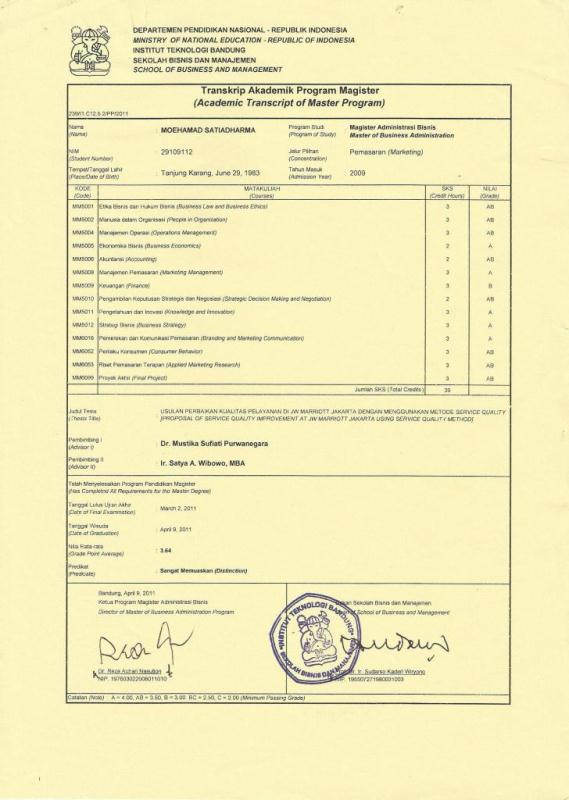 DEPARTEMEN PENDIDIKAN NASIONAL - REPUBLIK INDONESIA
MINISTRY OF NATIONAL EDUCATION - REPUBLIC OF INDONESIA
INSTITUT TEKNOLOGI BANDUNG
SEKOLAH BISNIS DAN MANAJEMEN
SCHOOL OF BUSINESS AND MANAGEMENT
Transkrip Akademik Program Magister
(Academic Transcript of Master Program)
Nama : MOEHAMAD SATIADHARMA Program Studi : Magister Administrasi Bisnis
(Name) (Program of Study) Master of Business Administration
NIM : 29109112 Jalur Pilihan : Pemasaran (Marketing)
(Student Number) (Concentration)
Tempat/Tanggal Lahir : Tanjung Karang, June 29, 1983 Tahun Masuk : 2009
(Place/Date of Birth) (Admission Year)
KODE MATAKULIAH SKS NILAI
(Code) (Courses) (Credit Hours) (Grade)
MM5001 Etika Bisnis dan Hukum Bisnis (Business Law and Business Ethics) 3 AB
MM5002 Manusia dalam Organisasi (People in Organization) 3 AB
MM5004 Manajemen Operasi (Operations Management) 3 AB
MM5005 Ekonomika Bisnis (Business Economics) 2 A
MM5006 Akuntansi (Accounting) 2 AB
MM5008 Manajemen Pemasaran (Marketing Management) 3 A
MM5009 Keuangan (Finance) 3 B
MM5010 Pengambilan Keputusan Strategis dan Negosiasi (Strategic Decision Making and Negotiation) 2 AB
MM5011 Pengetahuan dan Inovasi (Knowledge and Innovation) 3 A
MM5012 Strategi Bisnis (Business Strategy) 3 A
MM6016 Pemerekan dan Komunikasi Pemasaran (Branding and Marketing Communication) 3 A
MM6052 Perilaku Konsumen (Consumer Behavior) 3 AB
MM6053 Riset Pemasaran Terapan (Applied Marketing Research) 3 AB
MM6099 Proyek Akhir (Final Project) 3 AB
Jumlah SKS (Total Credits) 39
Judul Tesis : USULAN PERBAIKAN KUALITAS PELAYANAN DI JW MARRIOTT JAKARTA DENGAN MENGGUNAKAN METODE SERVICE QUALITY
(Thesis Title) [PROPOSAL OF SERVICE QUALITY IMPROVEMENT AT JW MARRIOTT JAKARTA USING SERVICE QUALITY METHOD]
Pembimbing I : Dr. Mustika Sufiati Purwanegara
(Advisor I)
Pembimbing II : Ir. Satya A. Wibowo, MBA
(Advisor II)
Telah Menyelesaikan Program Pendidikan Magister
(Has Completed All Requirements for the Master Degree)
Tanggal Lulus Ujian Akhir : March 2, 2011
(Date of Final Examination)
Tanggal Wisuda : April 9, 2011
(Date of Graduation)
Nilai Rata-rata : 3.64
(Grade Point Average)
Predikat : Sangat Memuaskan (Distinction)
(Predicate)
Bandung, April 9, 2011
Ketua Program Magister Administrasi Bisnis Sekolah Bisnis dan Manajemen
Director of Master of Business Administration Program of School of Business and Management
INSTITUT TEKNOLOGI BANDUNG
SEKOLAH BISNIS DAN MANAJEMEN
Dr. Reza Ashari Nasution Ir. Sudarso Kaderi Wiryono
Catatan (Note) A = 4.00, AB = 3.50, B = 3.00 BC = 2.50, C = 2.00 (Minimum Passing Grade)